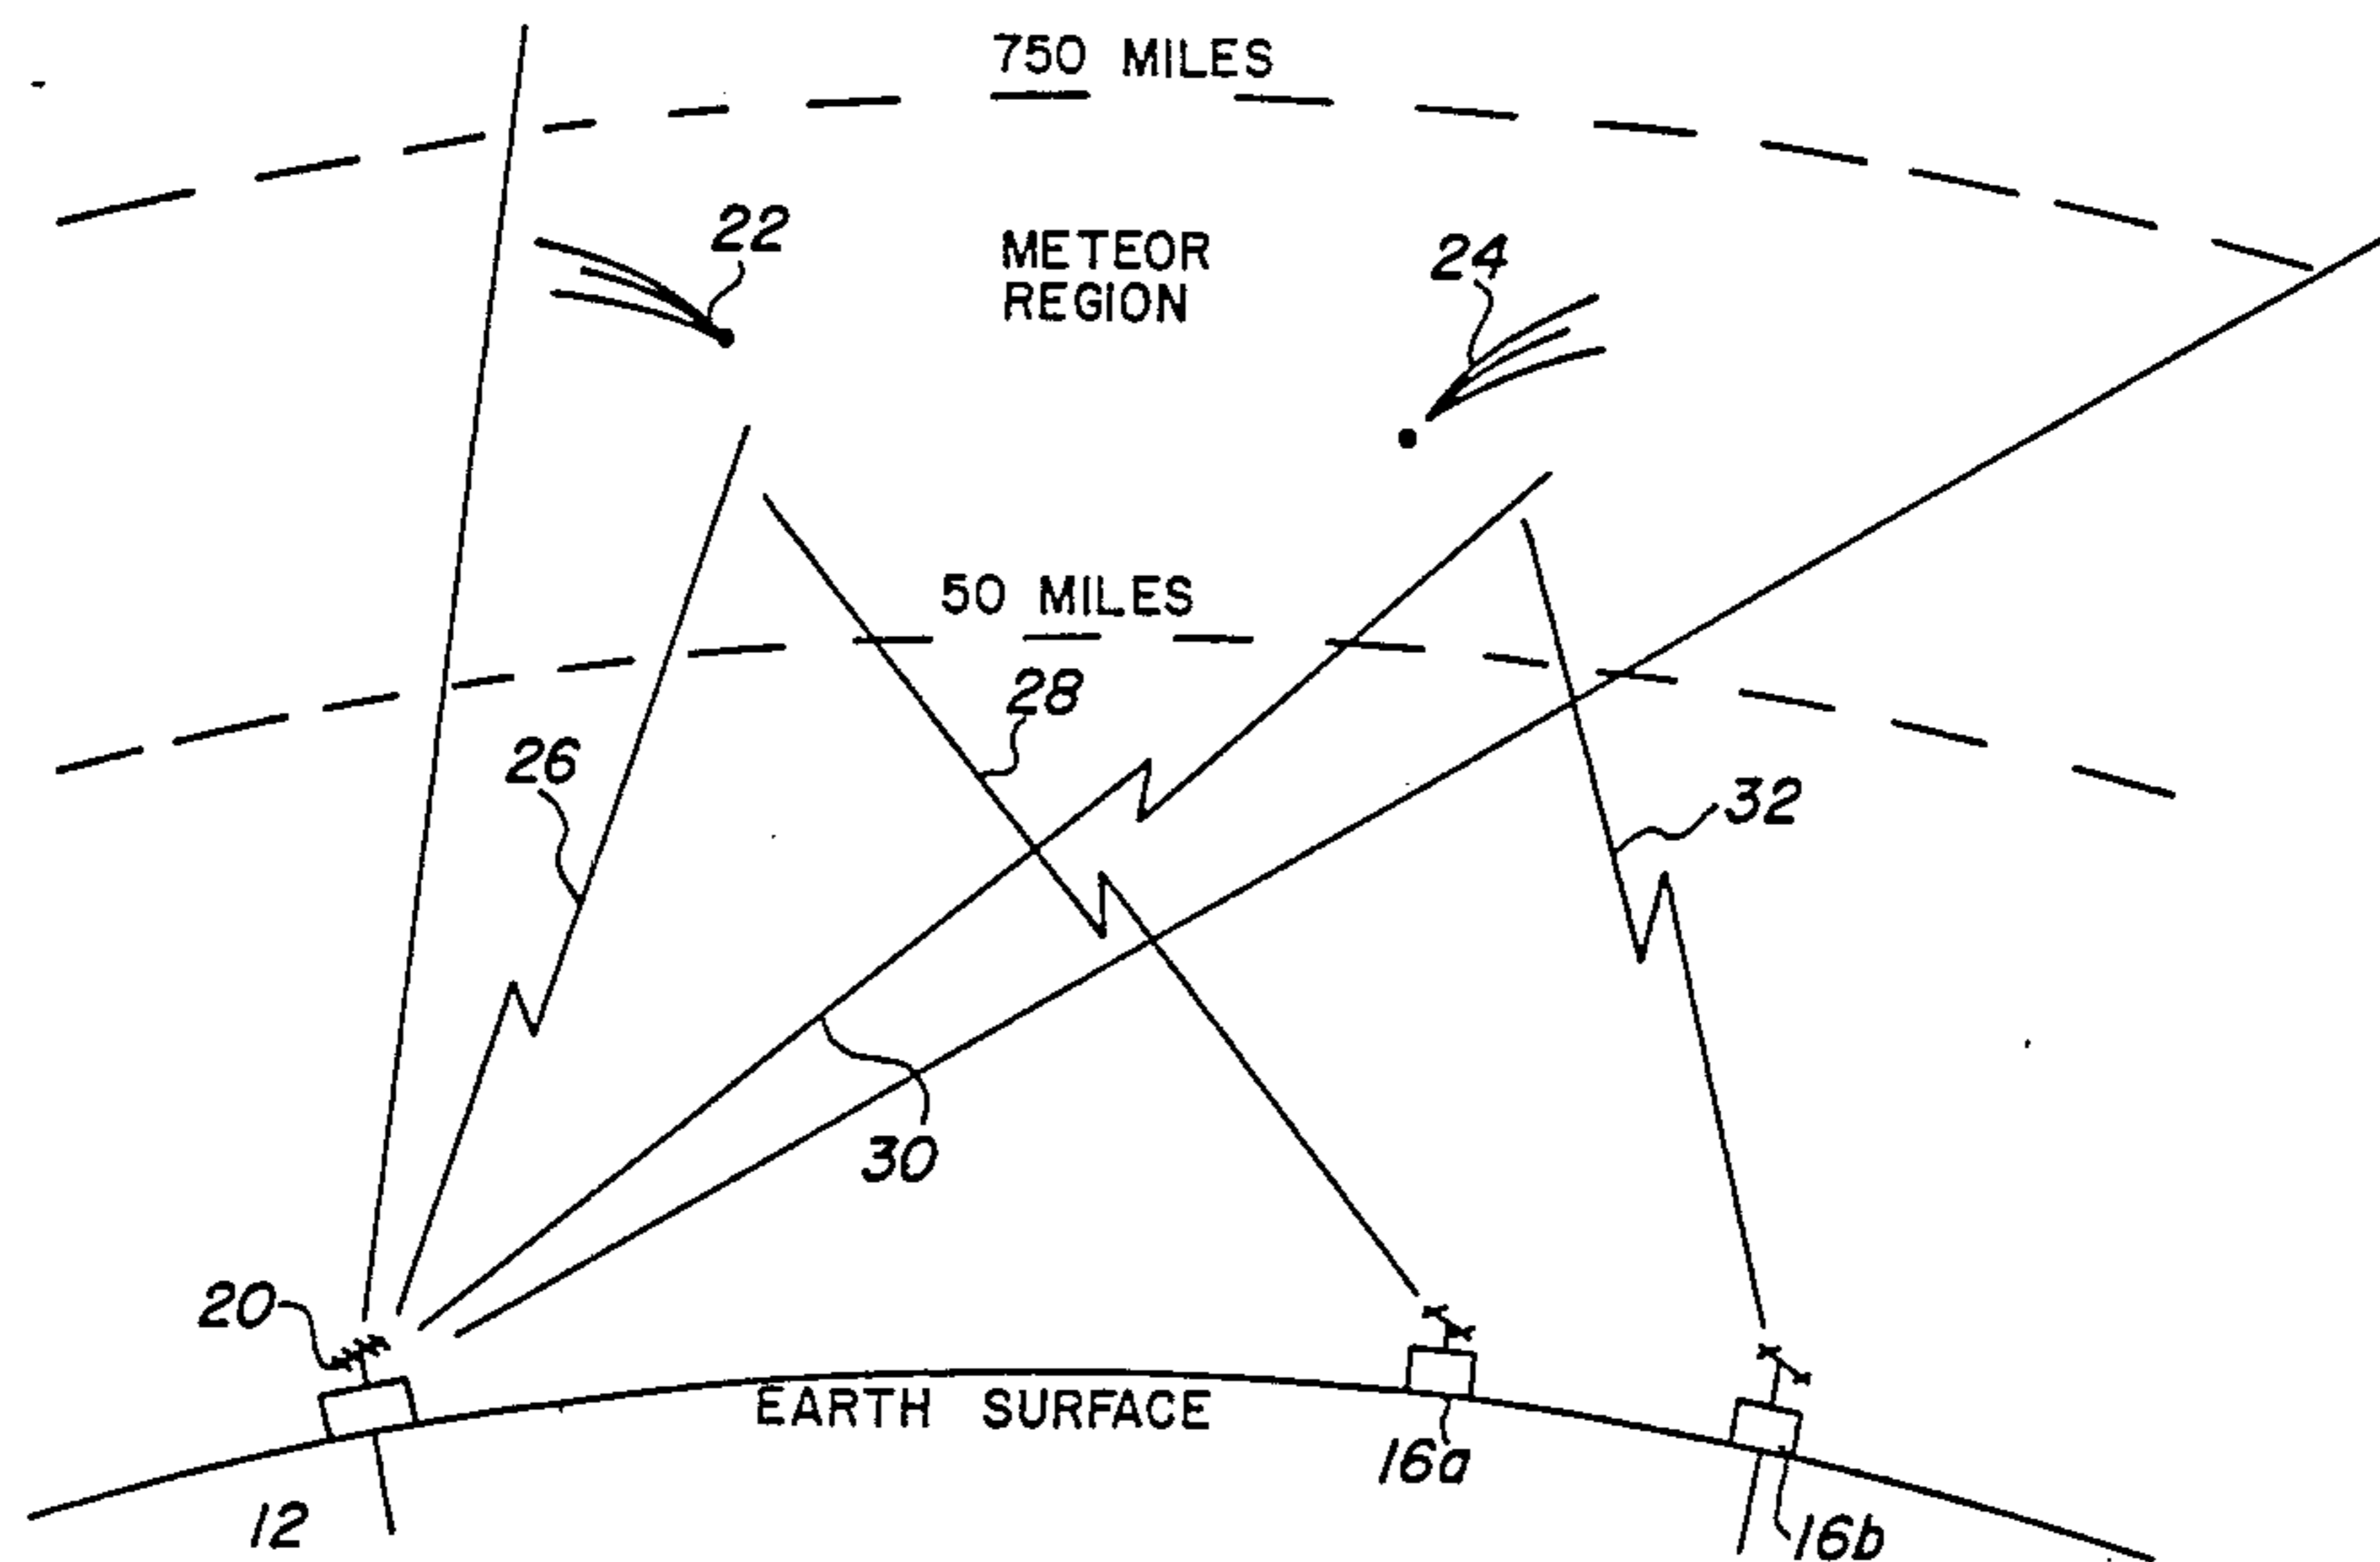 750 MILES
22
METEOR
REGION
24
50 MILES
28
26
32
30
20
EARTH SURFACE
16a
12
16b